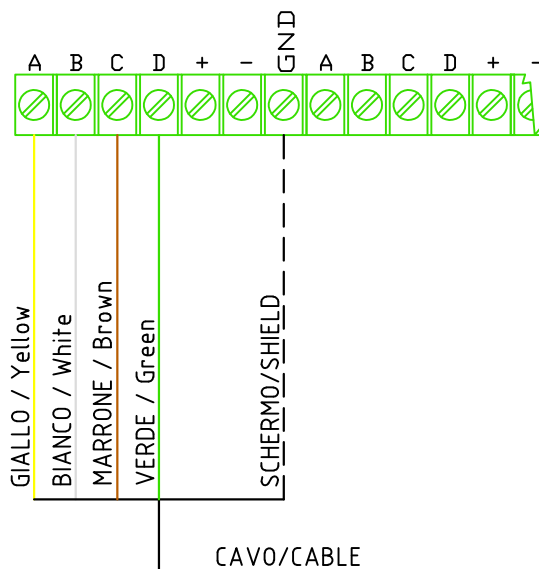 A B C D + - GND A B C D + -
GIALLO / Yellow
BIANCO / White
MARRONE / Brown
VERDE / Green
SCHERMO/SHIELD
CAVO/CABLE